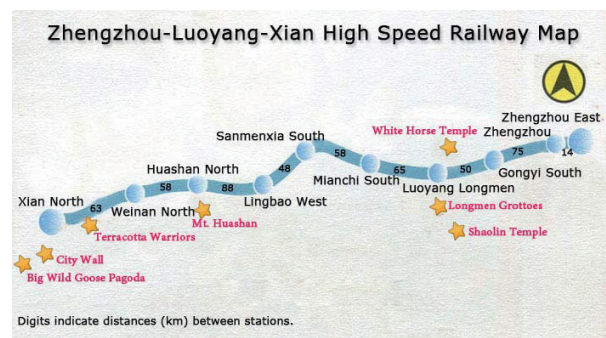 Zhengzhou-Luoyang-Xian High Speed Railway Map
Zhengzhou East
White Horse Temple
Zhengzhou
Sanmenxia South
58
75
14
48
65
50
Gongyi South
Huashan North
Mianchi South
Luoyang Longmen
58
88
Lingbao West
Xian North
63
Weinan North
Mt. Huashan
Longmen Grottoes
Terracotta Warriors
Shaolin Temple
City Wall
Big Wild Goose Pagoda
Digits indicate distances (km) between stations.